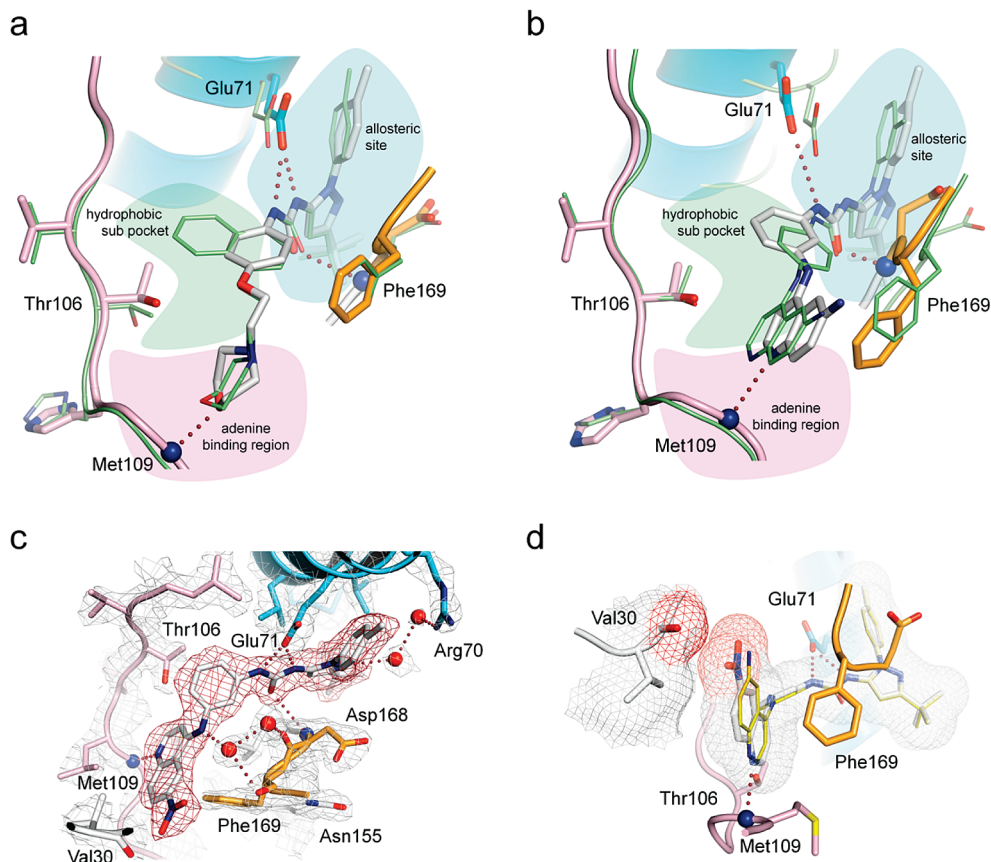 a
Glu71
allosteric
site
hydrophobic
sub pocket
Thr106
Phe169
adenine
binding region
Met109
b
Glu71
allosteric
site
hydrophobic
sub pocket
Thr106
Phe169
adenine
binding region
Met109
c
Thr106
Glu71
Arg70
Asp168
Met109
Phe169
Asn155
Val30
d
Glu71
Val30
Phe169
Thr106
Met109